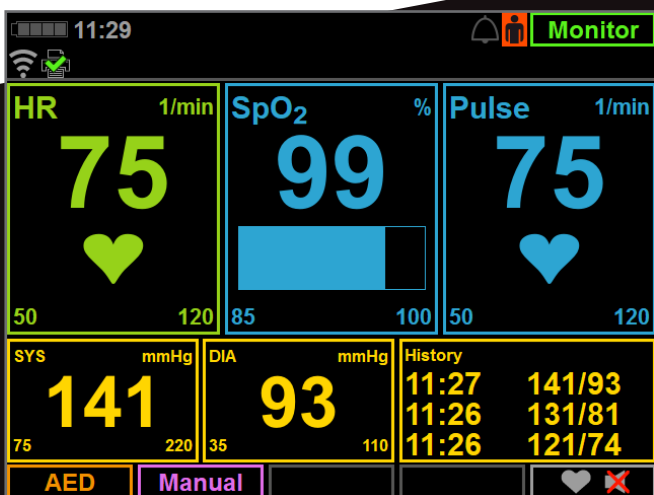 11:29
Monitor
HR 1/min
75
50 120
SpO2 %
99
85 100
Pulse 1/min
75
50 120
SYS mmHg
141
75 220
DIA mmHg
93
35 110
History
11:27 141/93
11:26 131/81
11:26 121/74
AED
Manual